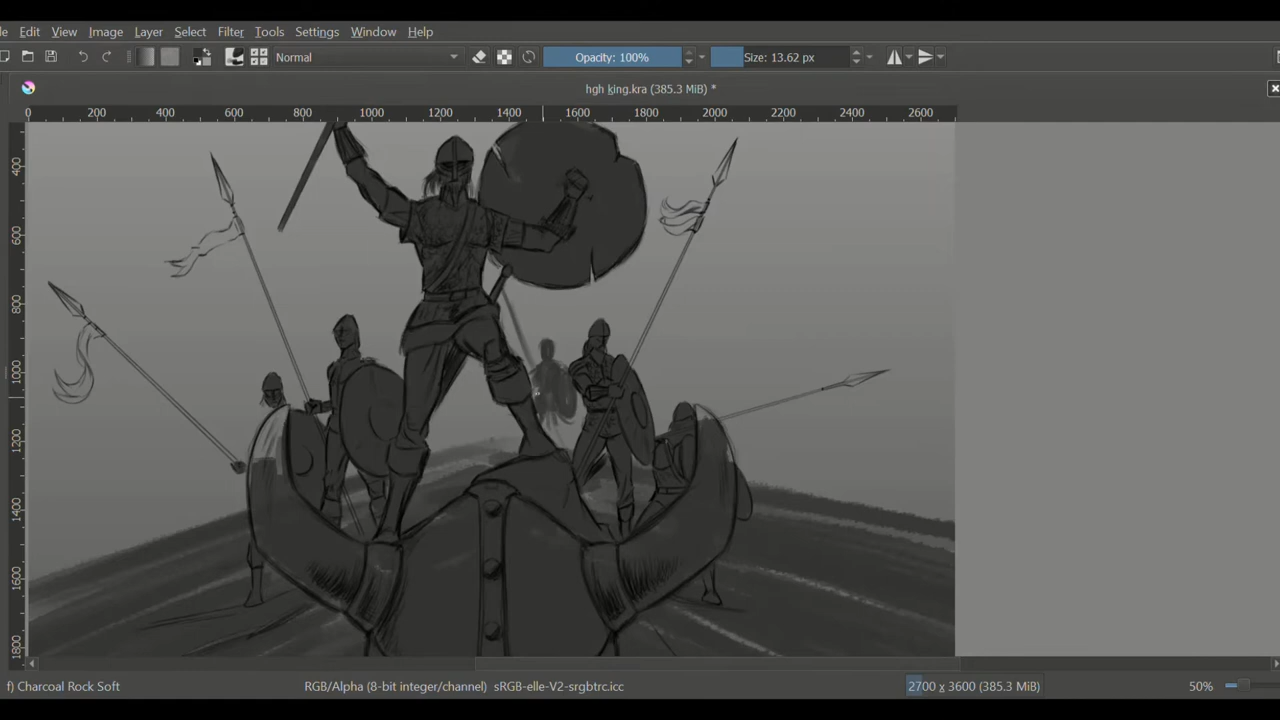 le Edit View Image Layer Filter Select Tools Settings Window Help
Normal Opacity: 100% Size: 13.62 px
hgh king.kra (385.3 MiB) *
0 200 400 600 800 1000 1200 1400 1600 1800 2000 2200 2400 2600
400
600
800
1000
1200
1400
1600
1800
f) Charcoal Rock Soft RGB/Alpha (8-bit integer/channel) sRGB-elle-V2-srgbtrc.icc 2700 x 3600 (385.3 MiB) 50%